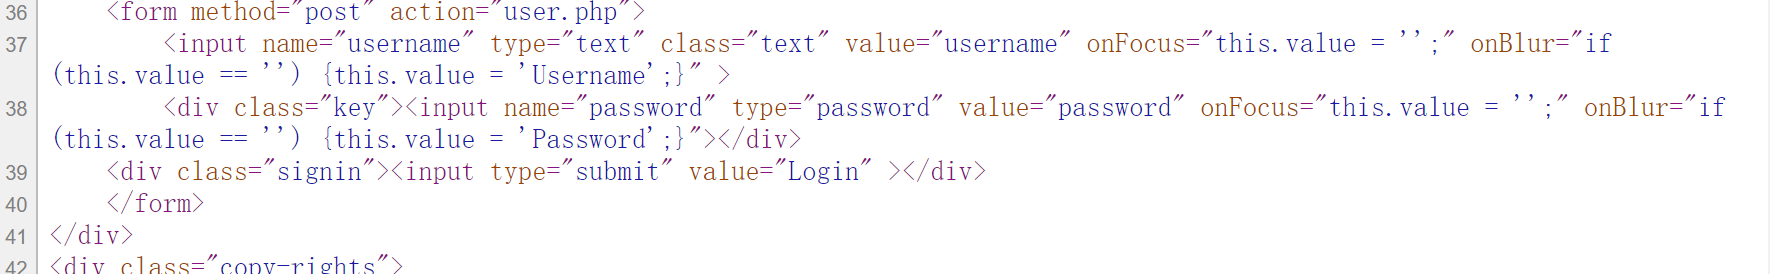 36 <form method="post" action="user.php">
37 <input name="username" type="text" class="text" value="username" onFocus="this.value = '';" onBlur="if
(this.value == '') {this.value = 'Username';}" >
38 <div class="key"><input name="password" type="password" value="password" onFocus="this.value = '';" onBlur="if
(this.value == '') {this.value = 'Password';}"></div>
39 <div class="signin"><input type="submit" value="Login" ></div>
40 </form>
41 </div>
42 <div class="copy-rights">